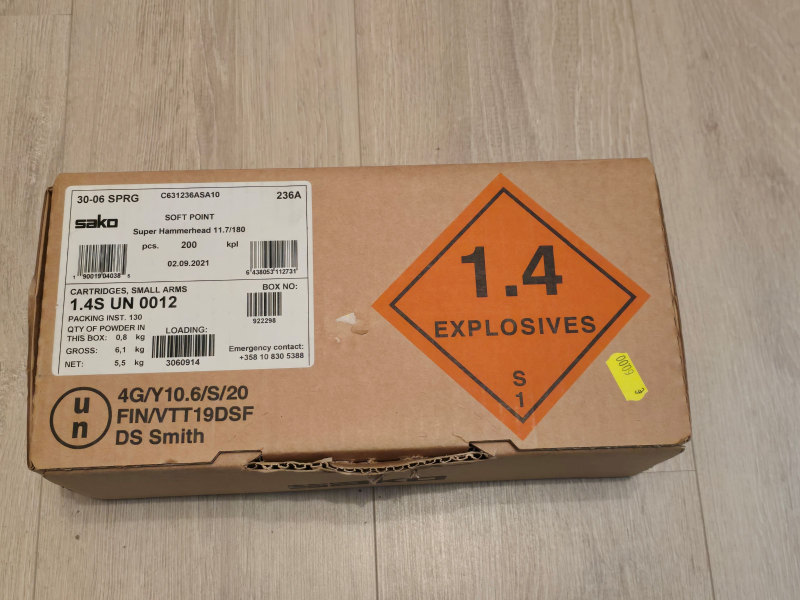 30-06 SPRG C631236ASA10 236A
sako
SOFT POINT
Super Hammerhead 11.7/180
pcs. 200 kpl
02.09.2021
6 438053 112731
CARTRIDGES, SMALL ARMS
1.4S UN 0012
PACKING INST. 130
QTY OF POWDER IN
THIS BOX: 0,8 kg
GROSS: 6,1 kg
NET: 5,5 kg
LOADING:
3060914
BOX NO:
922298
Emergency contact:
+358 10 830 5388
un
4G/Y10.6/S/20
FIN/VTT19DSF
DS Smith
1.4
EXPLOSIVES
S
1
sako